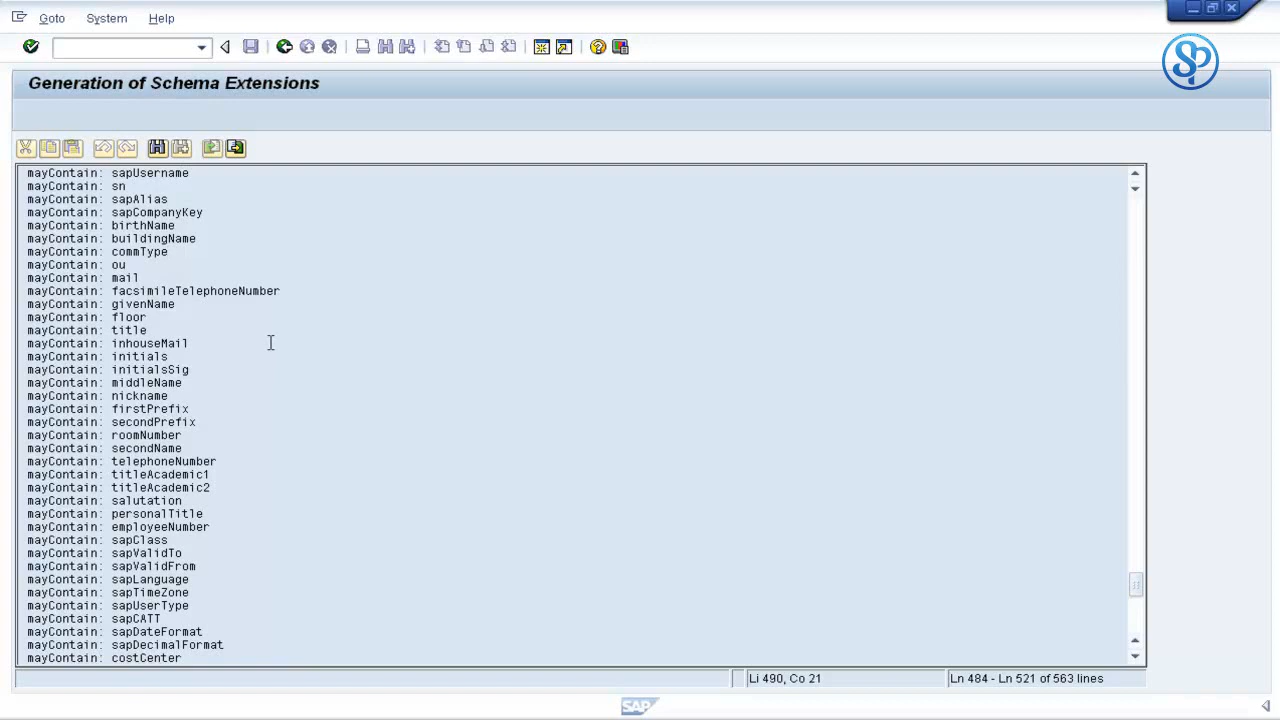 Goto System Help
SP
Generation of Schema Extensions
mayContain: sapUsername
mayContain: sn
mayContain: sapAlias
mayContain: sapCompanyKey
mayContain: birthName
mayContain: buildingName
mayContain: commType
mayContain: ou
mayContain: mail
mayContain: facsimileTelephoneNumber
mayContain: givenName
mayContain: floor
mayContain: title
mayContain: inhouseMail
mayContain: initials
mayContain: initialsSig
mayContain: middleName
mayContain: nickname
mayContain: firstPrefix
mayContain: secondPrefix
mayContain: roomNumber
mayContain: secondName
mayContain: telephoneNumber
mayContain: titleAcademic1
mayContain: titleAcademic2
mayContain: salutation
mayContain: personalTitle
mayContain: employeeNumber
mayContain: sapClass
mayContain: sapValidTo
mayContain: sapValidFrom
mayContain: sapLanguage
mayContain: sapTimeZone
mayContain: sapUserType
mayContain: sapCATT
mayContain: sapDateFormat
mayContain: sapDecimalFormat
mayContain: costCenter
Li 490, Co 21 Ln 484 - Ln 521 of 563 lines
SAP